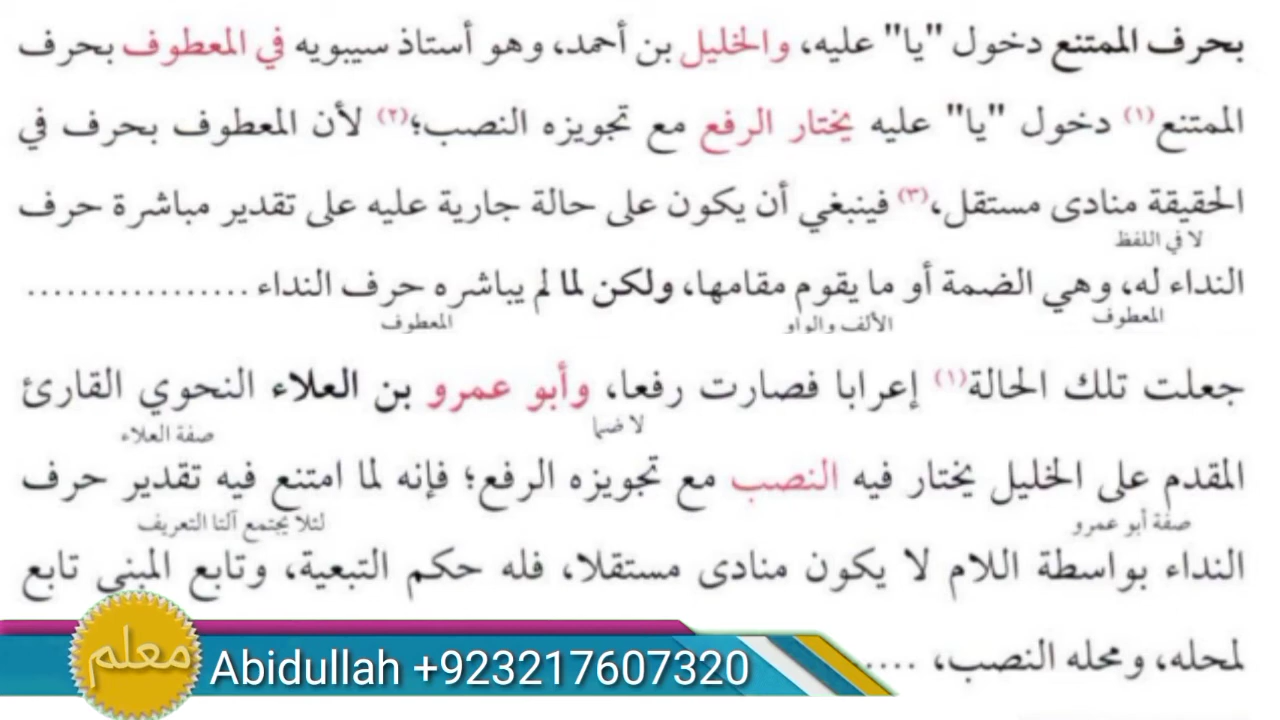 بحرف الممتنع دخول "يا" عليه، والخليل بن أحمد، وهو أستاذ سيبويه في المعطوف بحرف
الممتنع(١) دخول "يا" عليه يختار الرفع مع تجويزه النصب؛(٢) لأن المعطوف بحرف في
الحقيقة منادى مستقل،(٣) فينبغي أن يكون على حالة جارية عليه على تقدير مباشرة حرف
لا في اللفظ
النداء له، وهي الضمة أو ما يقوم مقامها، ولكن لما لم يباشره حرف النداء .................
المعطوف الألف والواو المعطوف
جعلت تلك الحالة(١) إعرابا فصارت رفعا، وأبو عمرو بن العلاء النحوي القارئ
لا ضما صفة العلاء
المقدم على الخليل يختار فيه النصب مع تجويزه الرفع؛ فإنه لما امتنع فيه تقدير حرف
صفة أبو عمرو لئلا يجتمع آلتا التعريف
النداء بواسطة اللام لا يكون منادى مستقلا، فله حكم التبعية، وتابع المبني تابع
لمحله، ومحله النصب، .....
معلم
Abidullah +923217607320